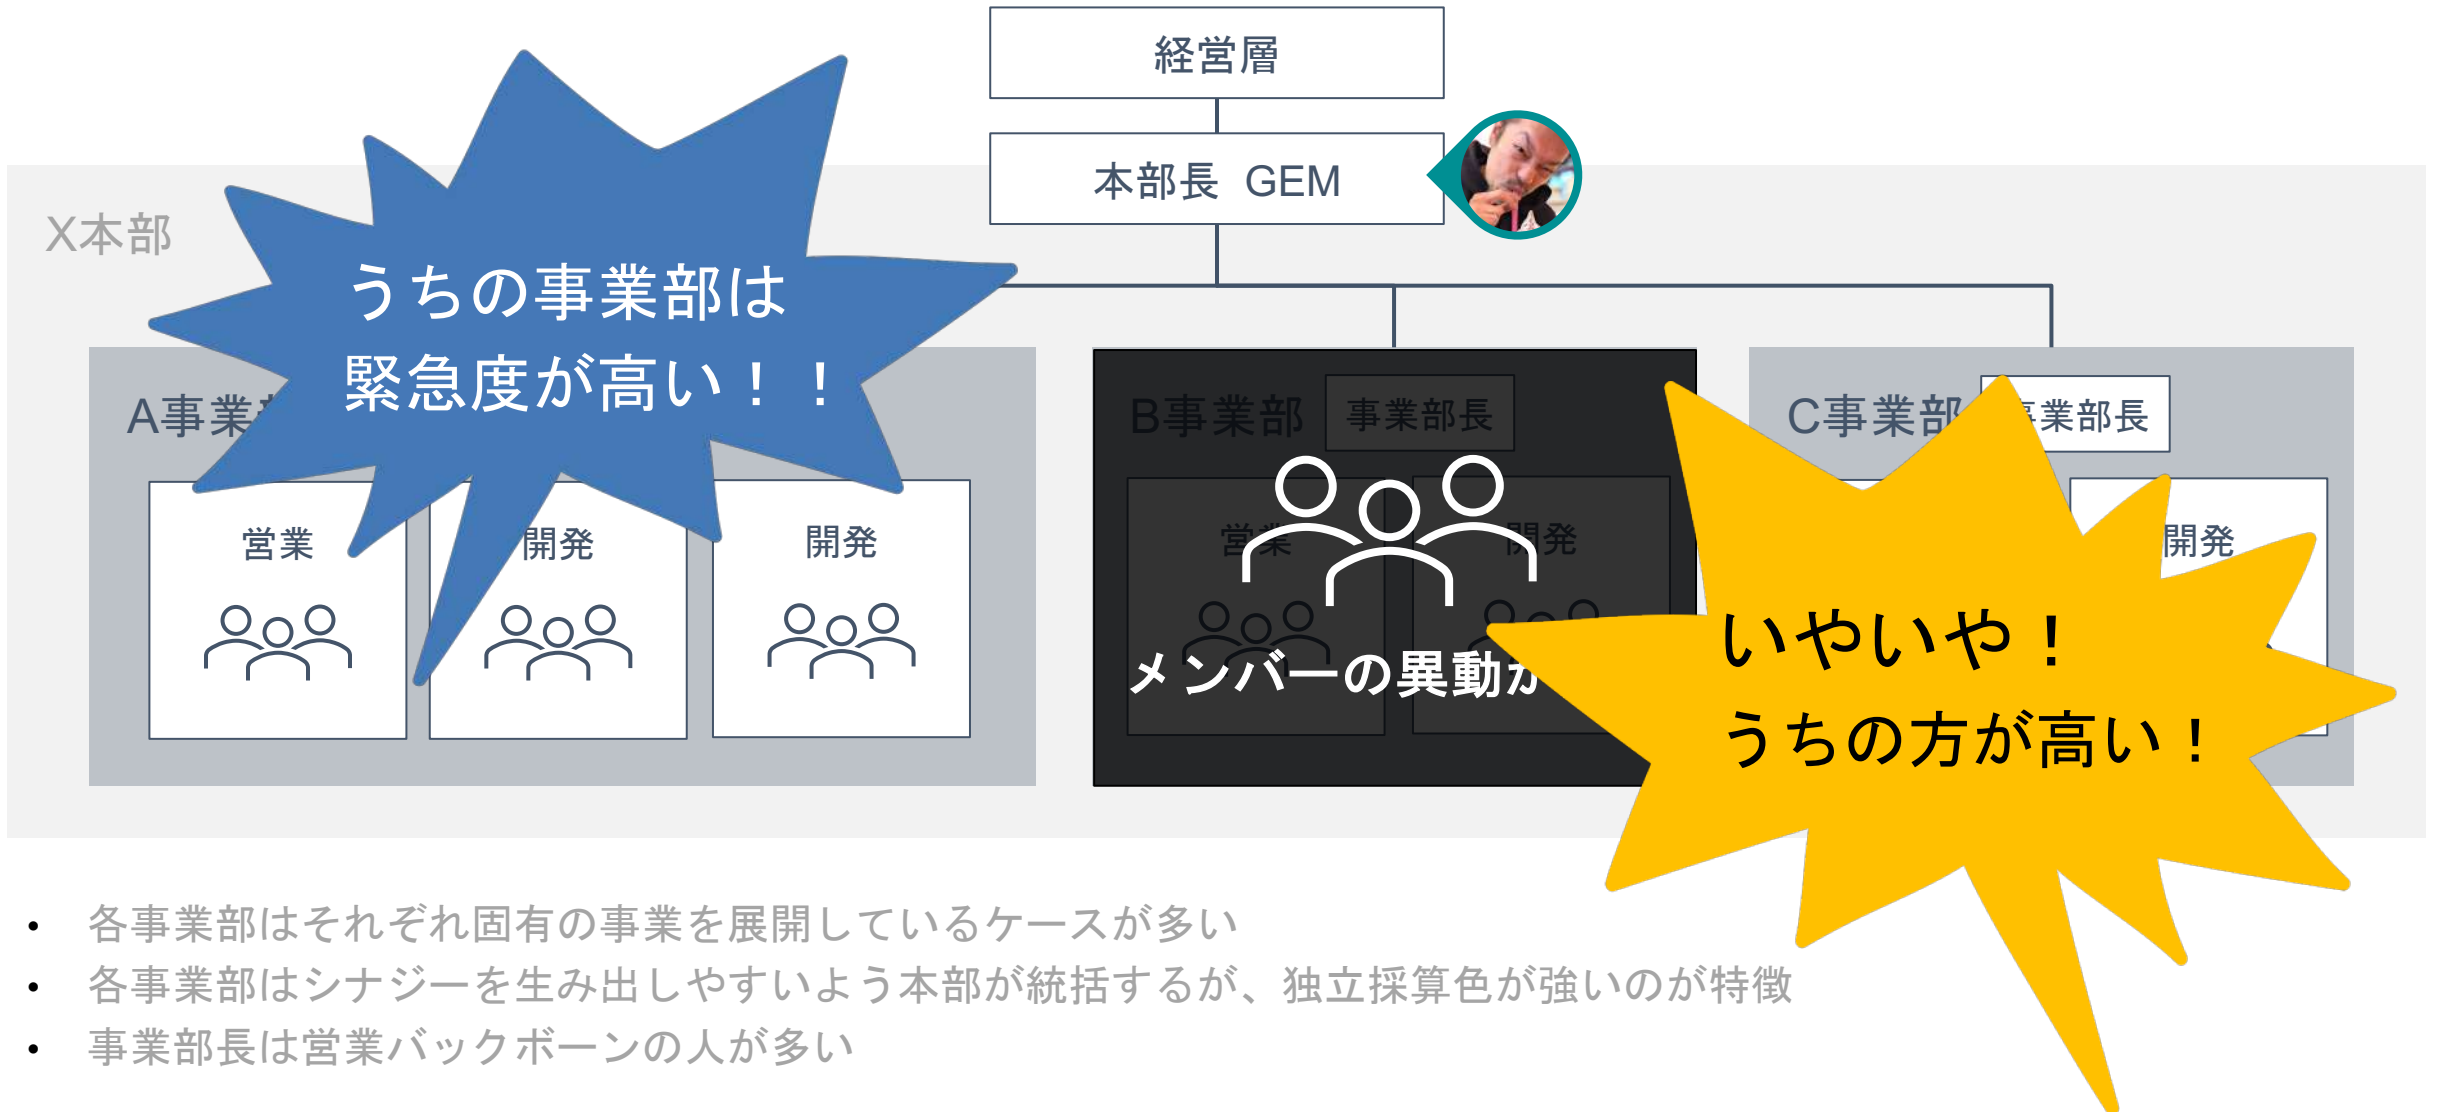 経営層
本部長 GEM
X本部
うちの事業部は
緊急度が高い！！
A事業
B事業部
事業部長
C事業部
事業部長
営業
開発
開発
営業
開発
開発
メンバーの異動が
いやいや！
うちの方が高い！
• 各事業部はそれぞれ固有の事業を展開しているケースが多い
• 各事業部はシナジーを生み出しやすいよう本部が統括するが、独立採算色が強いのが特徴
• 事業部長は営業バックボーンの人が多い